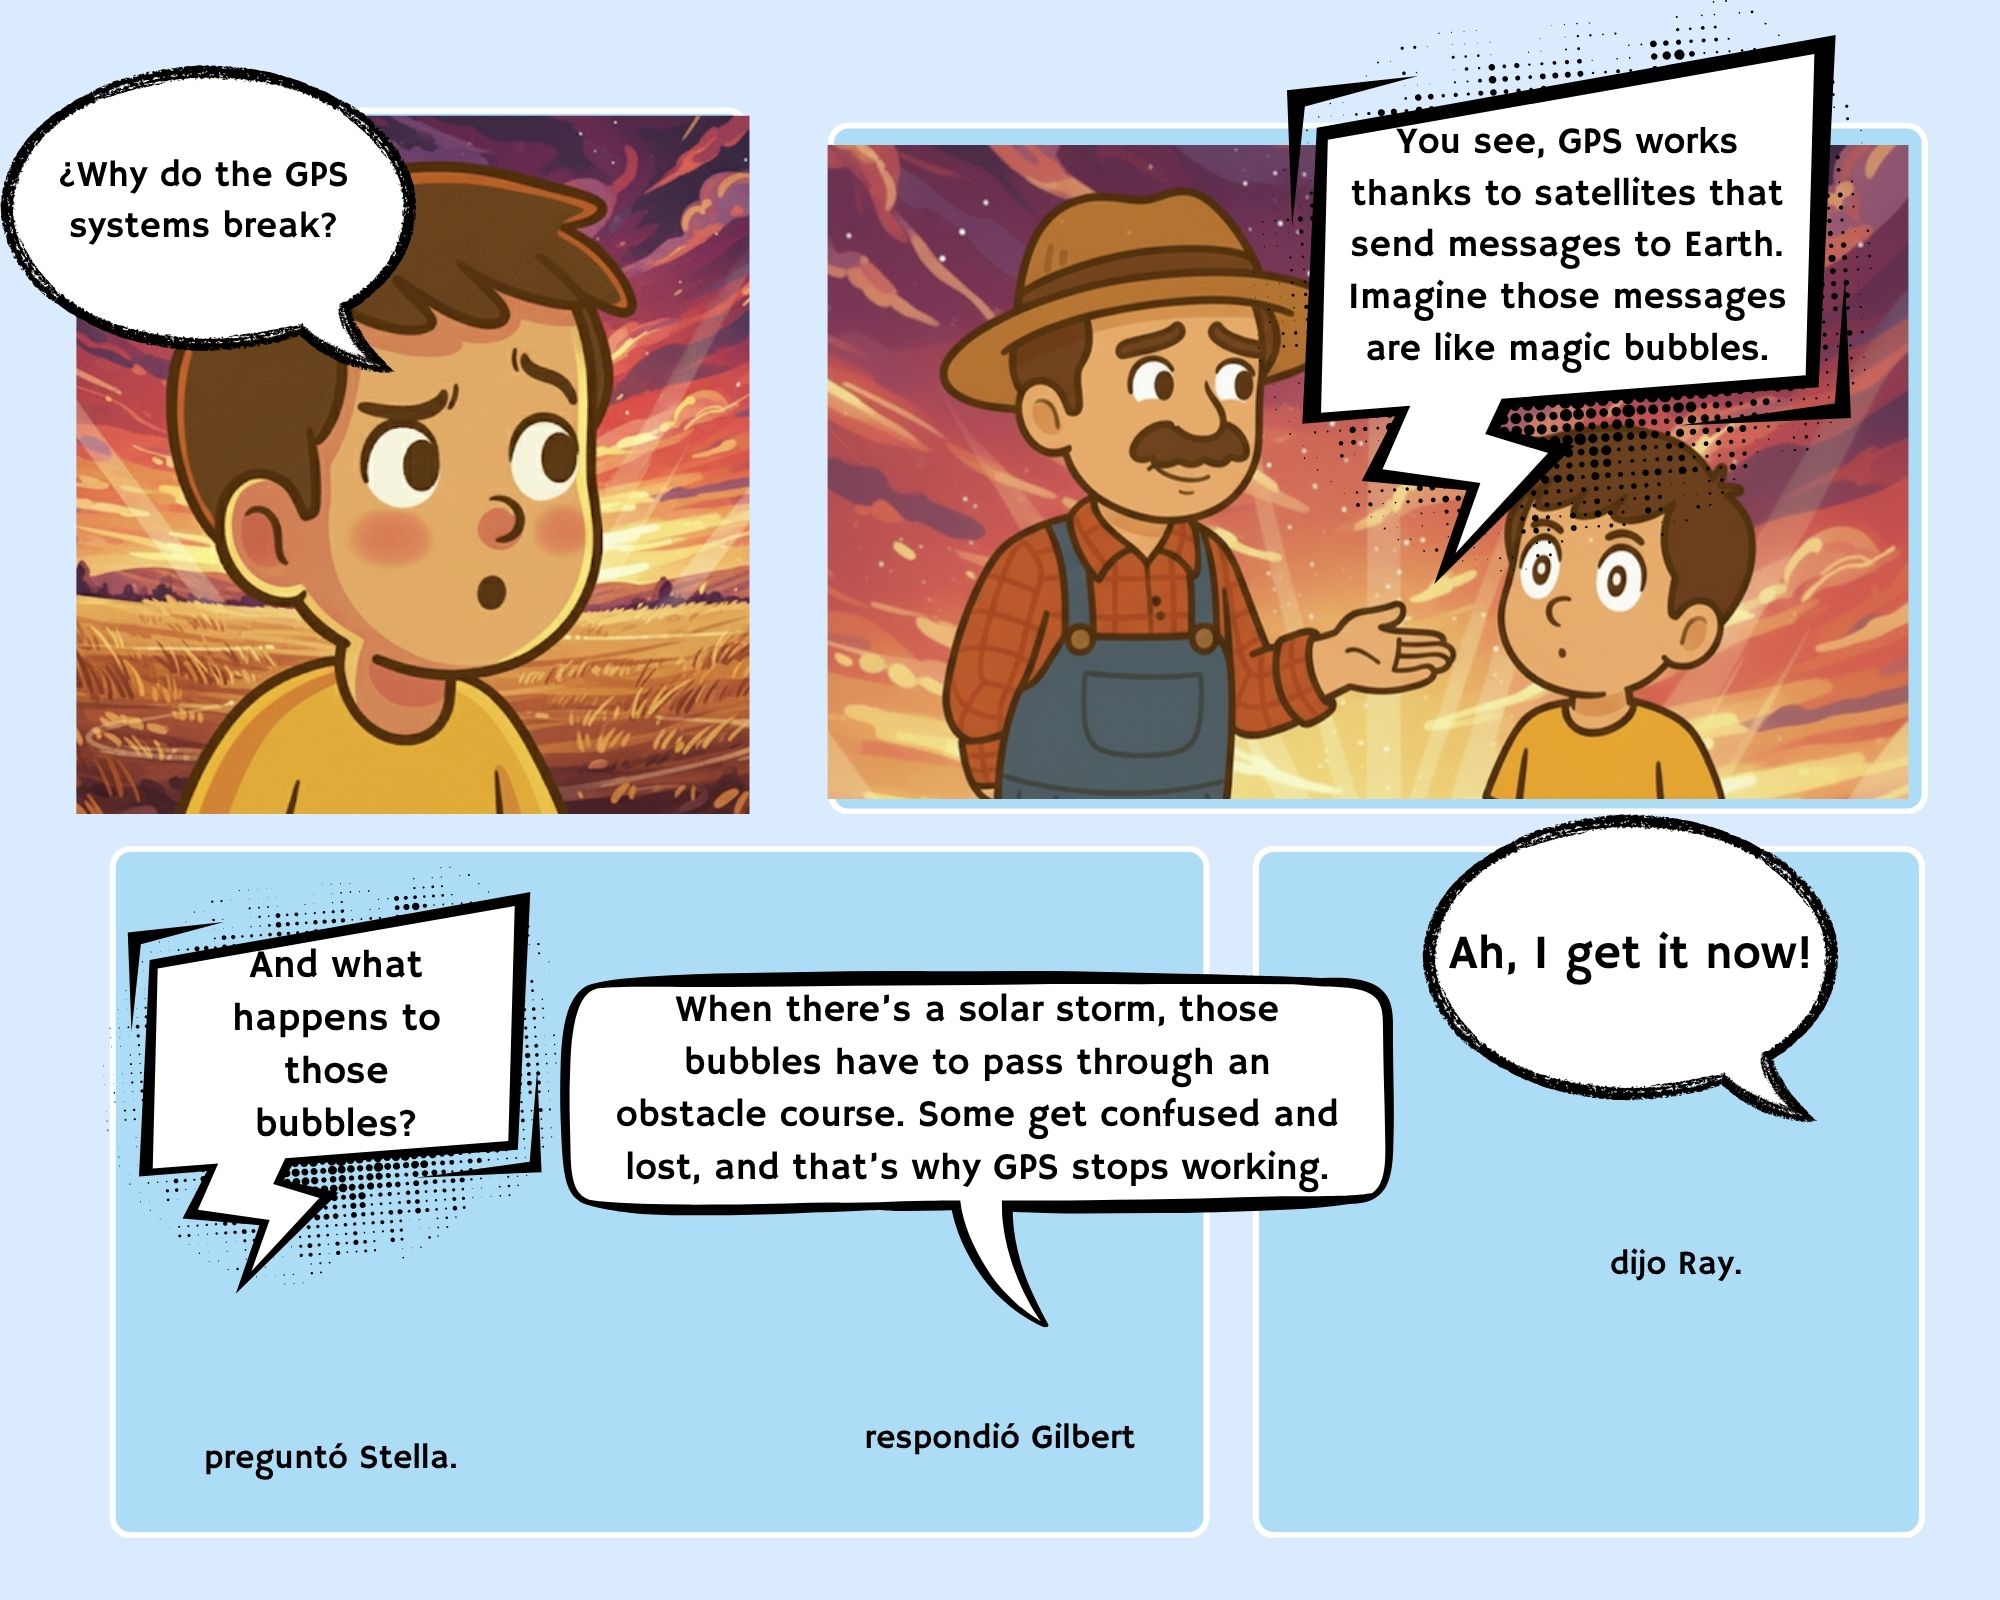 ¿Why do the GPS
systems break?
You see, GPS works
thanks to satellites that
send messages to Earth.
Imagine those messages
are like magic bubbles.
And what
happens to
those
bubbles?
preguntó Stella.
When there's a solar storm, those
bubbles have to pass through an
obstacle course. Some get confused and
lost, and that's why GPS stops working.
respondió Gilbert
Ah, I get it now!
dijo Ray.